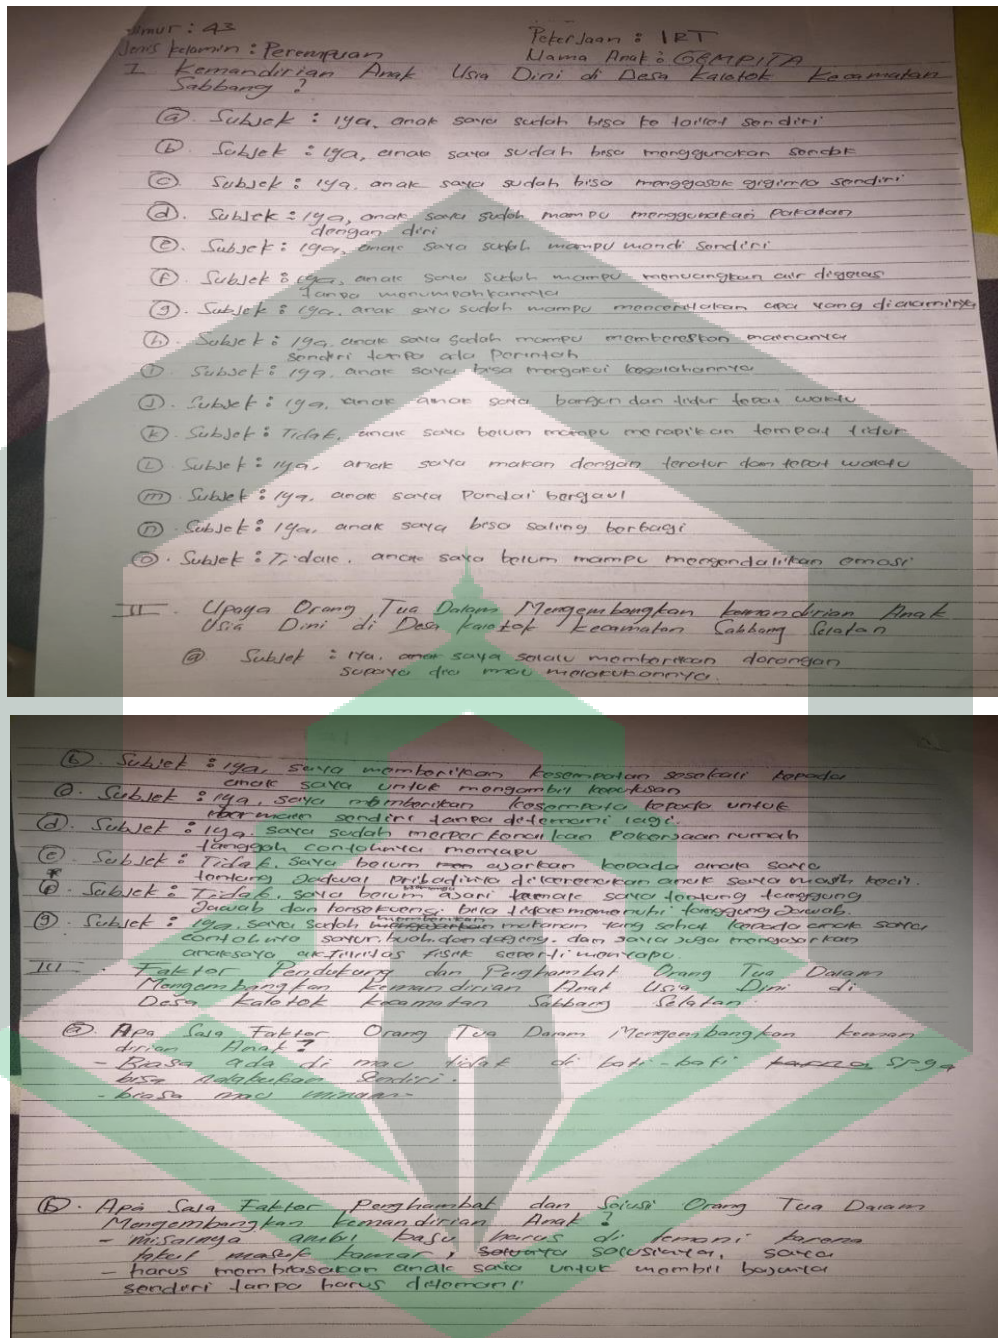 Umur : 43
Pekerjaan : IRT
Jenis kelamin : Perempuan
Nama Anak : GEMPITA
I. Kemandirian Anak Usia Dini di Desa Kalotok Kecamatan
Sabbang ?
(a). Subjek : Iya, anak saya sudah bisa ke toilet sendiri
(b). Subjek : Iya, anak saya sudah bisa menggunakan sendok
(c). Subjek : Iya, anak saya sudah bisa menggosok giginya sendiri
(d). Subjek : Iya, anak saya sudah mampu menggunakan pakaian
dengan diri
(e). Subjek : Iya, anak saya sudah mampu mandi sendiri
(f). Subjek : Iya, anak saya sudah mampu menuangkan air digelas
tanpa menumpahkannya
(g). Subjek : Iya, anak saya sudah mampu menceritakan apa yang dialaminya
(h). Subjek : Iya, anak saya sudah mampu membereskan mainanya
sendiri tanpa ada perintah
(i). Subjek : Iya, anak saya bisa mengakui kesalahannya
(J). Subjek : Iya, anak anak saya bangun dan tidur tepat waktu
(k). Subjek : Tidak, anak saya belum mampu merapikan tempat tidur
(L). Subjek : Iya, anak saya makan dengan teratur dan tepat waktu
(m). Subjek : Iya, anak saya Pandai bergaul
(n). Subjek : Iya, anak saya bisa saling berbagi
(o). Subjek : Tidak, anak saya belum mampu mengendalikan emosi
II. Upaya Orang Tua Dalam Mengembangkan kemandirian Anak
Usia Dini di Desa Kalotok Kecamatan Sabbang Selatan
(a) Subjek : Iya. anak saya selalu memberikan dorongan
supaya dia mau melakukannya.
(b). Subjek : Iya, saya memberikan kesempatan sesekali kepada
anak saya untuk mengambil keputusan
Subjek : Iya, saya memberikan kesempata kepada untuk
bermain sendiri tanpa ditemani lagi.
(d). Subjek : Iya. saya sudah pekerjaan rumah
contohnya menyapu
(e). Subjek : Tidak. saya belum ajarkan kepada anak saya
tentang Jadwal pribadinya dikarenakan anak saya masih kecil.
(f). Subjek : Tidak. saya belum ajari anak saya tentang tanggung
Jawab dan konsekuensi bila tidak memenuhi tanggung Jawab.
(g). Subjek : Iya, saya sudah memberikan makanan yang sehat kepada anak saya
contohnya sayur, buah dan daging, dan saya juga mengajarkan
anak saya aktifitas fisik seperti menyapu.
III. Faktor Pendukung dan Penghambat Orang Tua Dalam
Mengembangkan Kemandirian Anak Usia Dini di
Desa Kalotok Kecamatan Sabbang Selatan
(a). Apa Saja Faktor Orang Tua Dalam Mengembangkan keman
dirian Anak ?
- Biasa ada di mau tidak di kati-kati
bisa sendiri.
- biasa mau
(b). Apa Saja Faktor Penghambat dan Solusi Orang Tua Dalam
Mengembangkan kemandirian Anak ?
- misalnya ambil baju harus di temani karena
takut masuk kamar, solusinya, saya
- harus membiasakan anak saya untuk membil bajunya
sendiri tanpa harus ditemani